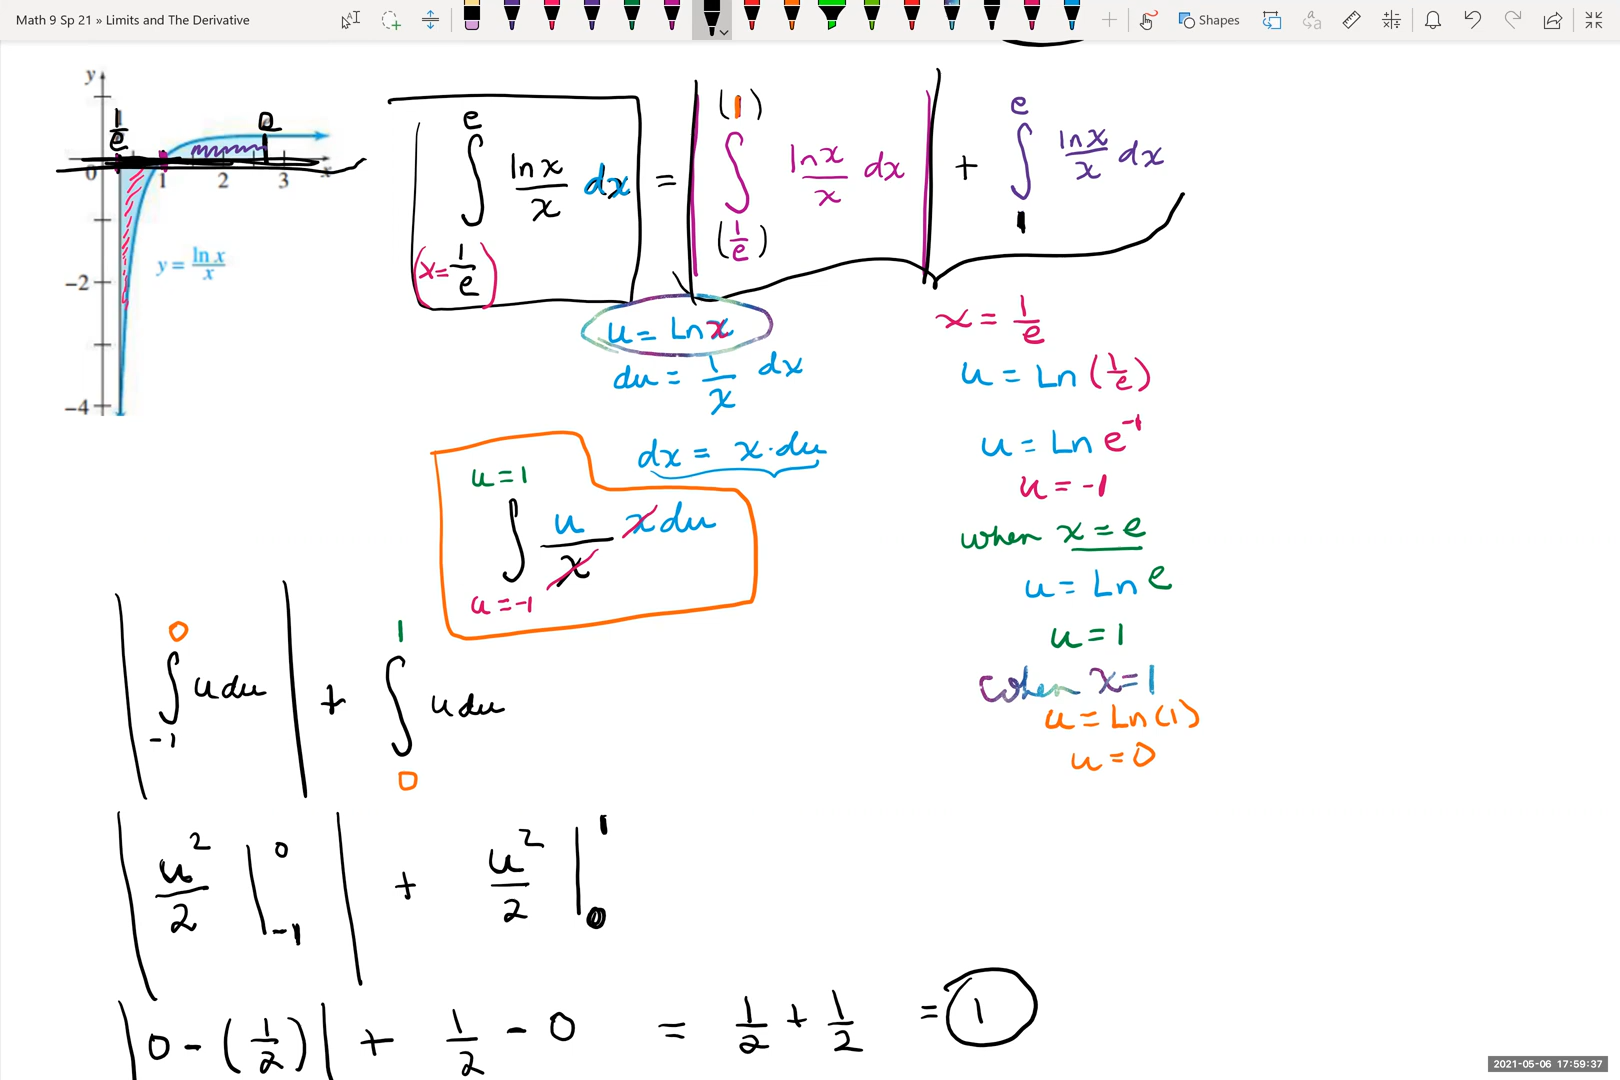 Math 9 Sp 21 » Limits and The Derivative
Shapes
y
1/e
e
0 1 2 3 x
-2
y = ln x / x
-4
∫_{(x = 1/e)}^{e} ln x / x dx = | ∫_{(1/e)}^{(1)} ln x / x dx | + ∫_{1}^{e} ln x / x dx
u = Ln x
du = 1/x dx
dx = x · du
∫_{u = -1}^{u = 1} u / x x du
x = 1/e
u = Ln (1/e)
u = Ln e^{-1}
u = -1
when x = e
u = Ln e
u = 1
when x = 1
u = Ln(1)
u = 0
| ∫_{-1}^{0} u du | + ∫_{0}^{1} u du
| u²/2 |_{-1}^{0} | + u²/2 |_{0}^{1}
| 0 - (1/2) | + 1/2 - 0 = 1/2 + 1/2 = 1
2021-05-06 17:59:37